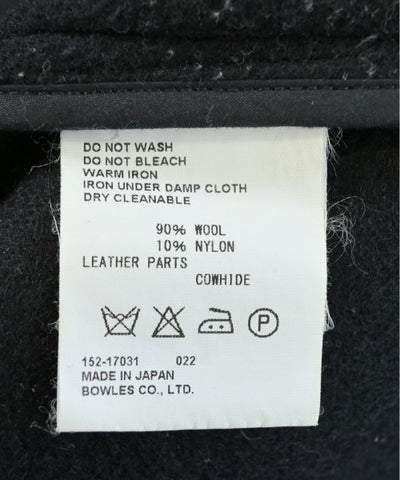 DO NOT WASH
DO NOT BLEACH
WARM IRON
IRON UNDER DAMP CLOTH
DRY CLEANABLE
90% WOOL
10% NYLON
LEATHER PARTS
COWHIDE
P
152-17031 022
MADE IN JAPAN
BOWLES CO., LTD.